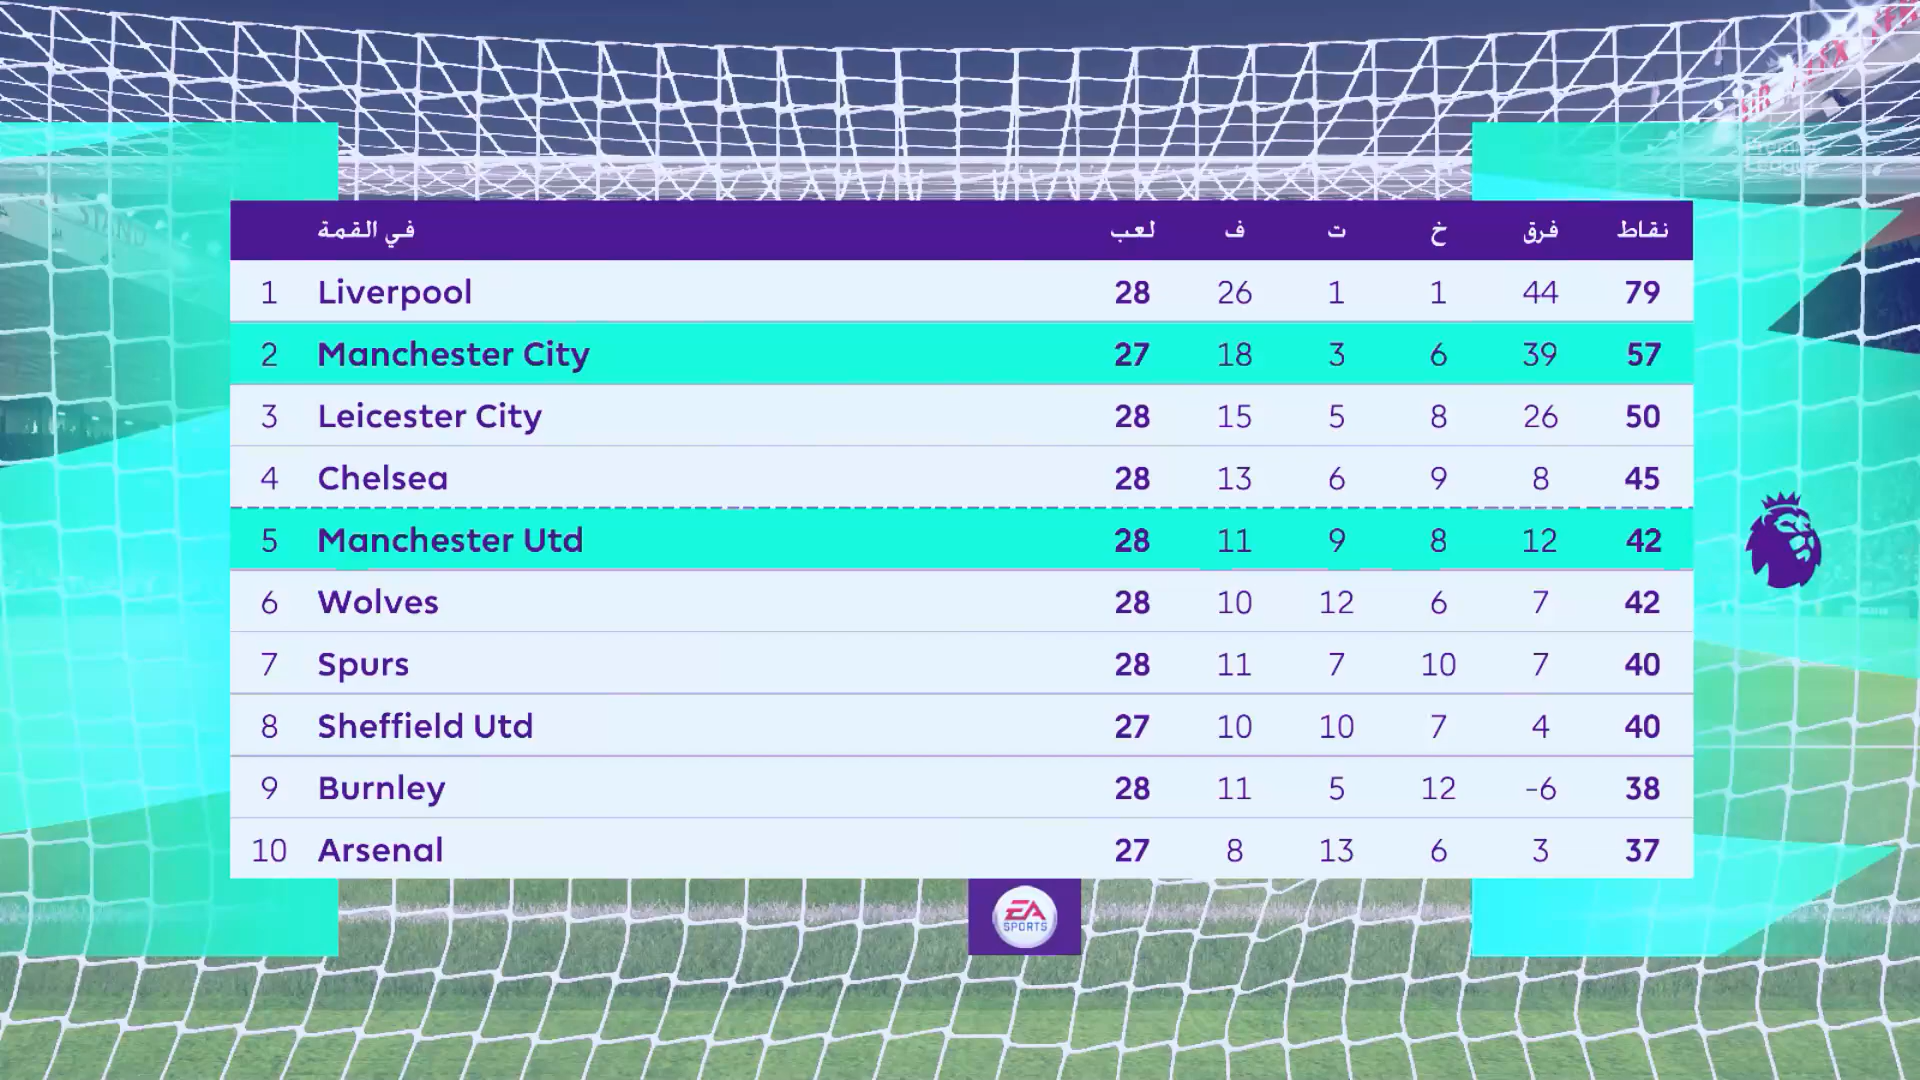 في القمة لعب ف ت خ فرق نقاط
1 Liverpool 28 26 1 1 44 79
2 Manchester City 27 18 3 6 39 57
3 Leicester City 28 15 5 8 26 50
4 Chelsea 28 13 6 9 8 45
5 Manchester Utd 28 11 9 8 12 42
6 Wolves 28 10 12 6 7 42
7 Spurs 28 11 7 10 7 40
8 Sheffield Utd 27 10 10 7 4 40
9 Burnley 28 11 5 12 -6 38
10 Arsenal 27 8 13 6 3 37
EA
SPORTS
Premier
League